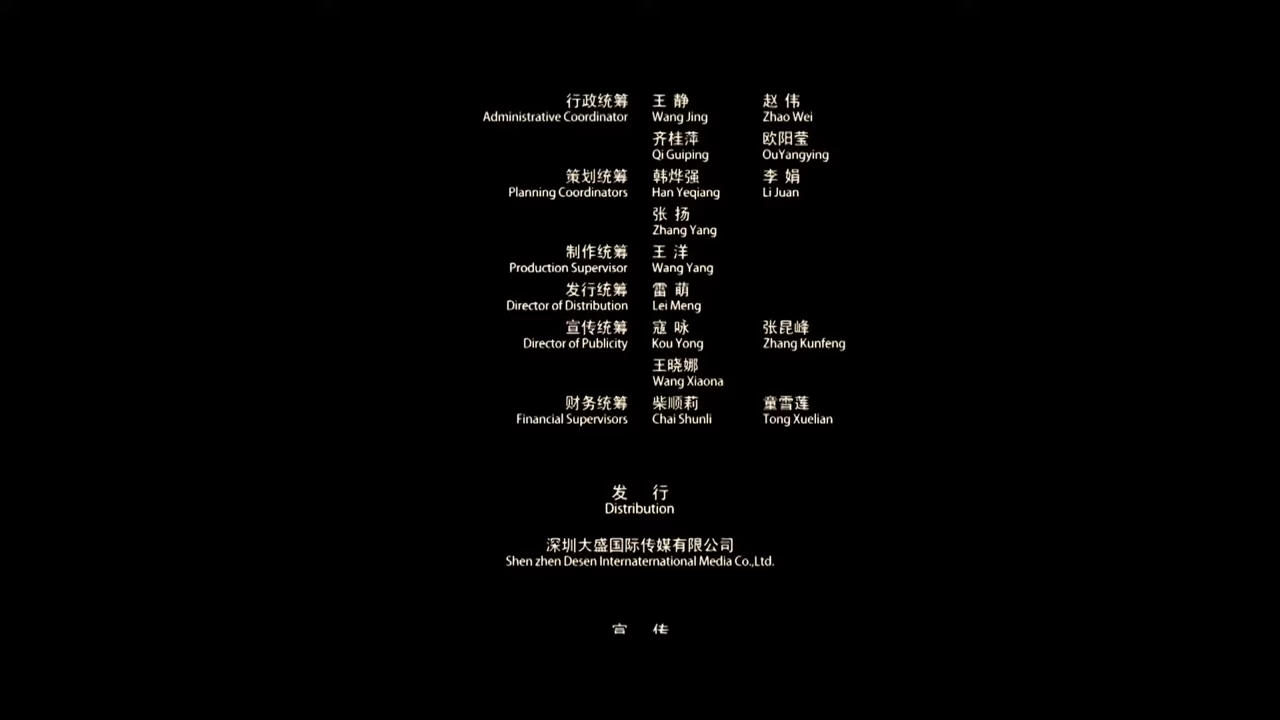 行政统筹 王 静 赵 伟
Administrative Coordinator Wang Jing Zhao Wei
齐桂萍 欧阳莹
Qi Guiping OuYangying
策划统筹 韩烨强 李 娟
Planning Coordinators Han Yeqiang Li Juan
张 扬
Zhang Yang
制作统筹 王 洋
Production Supervisor Wang Yang
发行统筹 雷 萌
Director of Distribution Lei Meng
宣传统筹 寇 咏 张昆峰
Director of Publicity Kou Yong Zhang Kunfeng
王晓娜
Wang Xiaona
财务统筹 柴顺莉 童雪莲
Financial Supervisors Chai Shunli Tong Xuelian
发 行
Distribution
深圳大盛国际传媒有限公司
Shen zhen Desen Internaternational Media Co.,Ltd.
宣 传